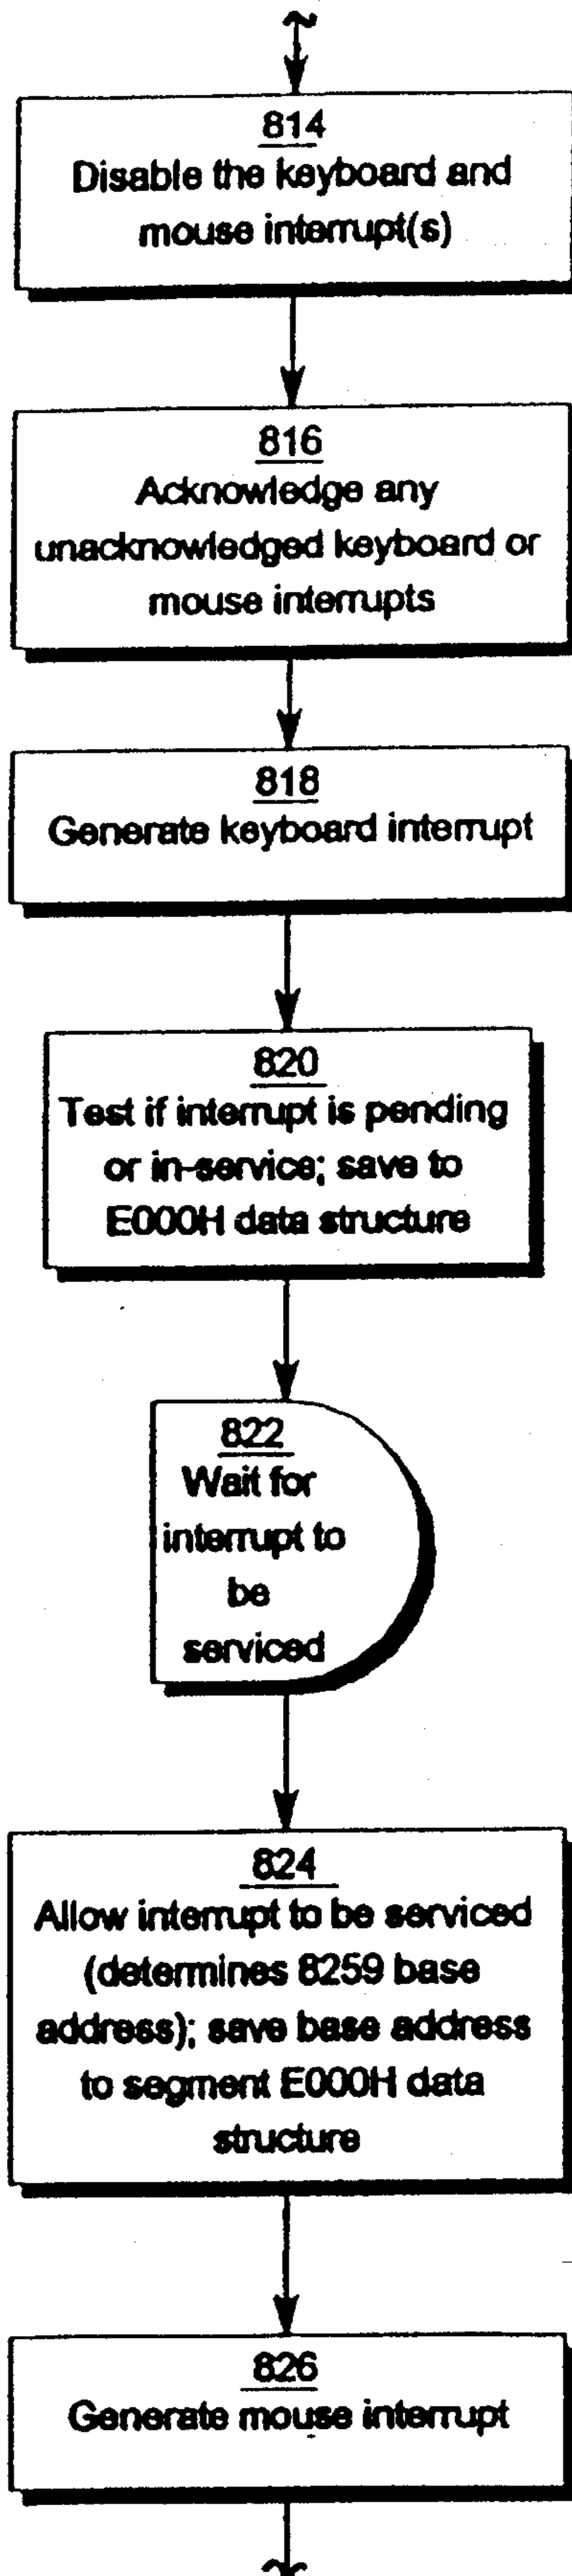 814
Disable the keyboard and
mouse interrupt(s)
816
Acknowledge any
unacknowledged keyboard or
mouse interrupts
818
Generate keyboard interrupt
820
Test if interrupt is pending
or in-service; save to
E000H data structure
822
Wait for
interrupt to
be
serviced
824
Allow interrupt to be serviced
(determines 8259 base
address); save base address
to segment E000H data
structure
826
Generate mouse interrupt